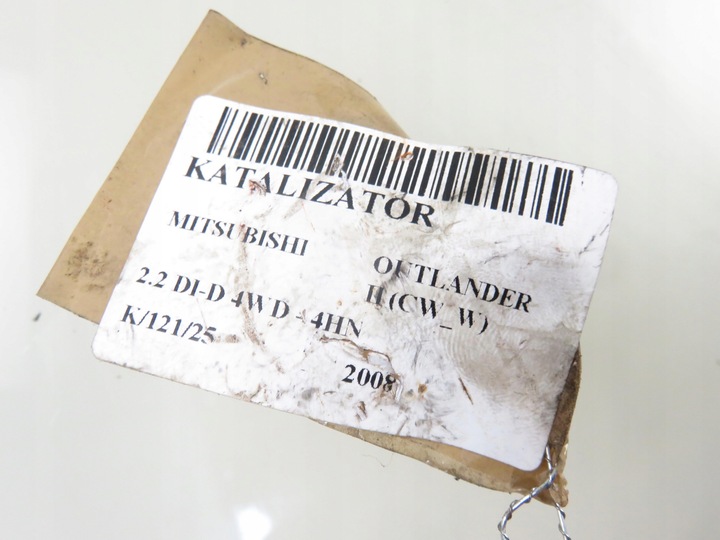 KATALIZATOR
MITSUBISHI
OUTLANDER
II (CW_W)
2.2 DI-D 4WD - 4HN
K/121/25
2008